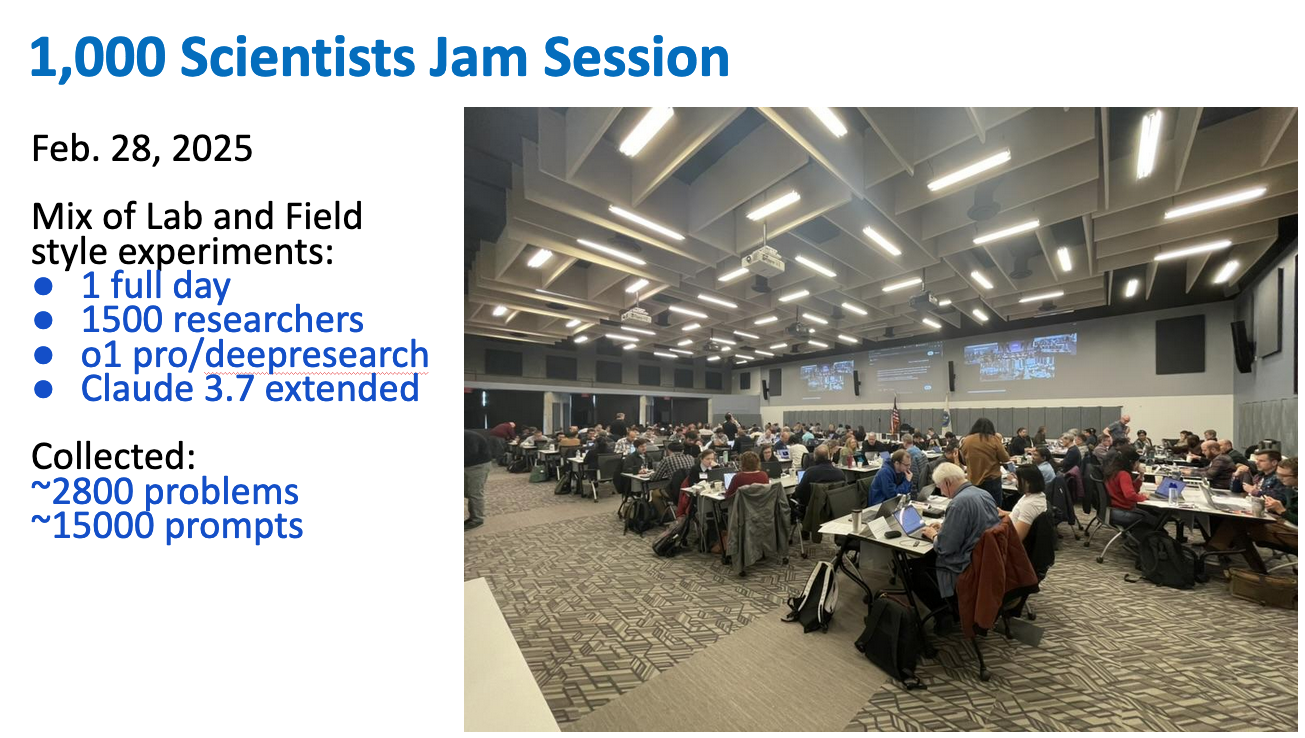 1,000 Scientists Jam Session
Feb. 28, 2025
Mix of Lab and Field
style experiments:
● 1 full day
● 1500 researchers
● o1 pro/deepresearch
● Claude 3.7 extended
Collected:
~2800 problems
~15000 prompts